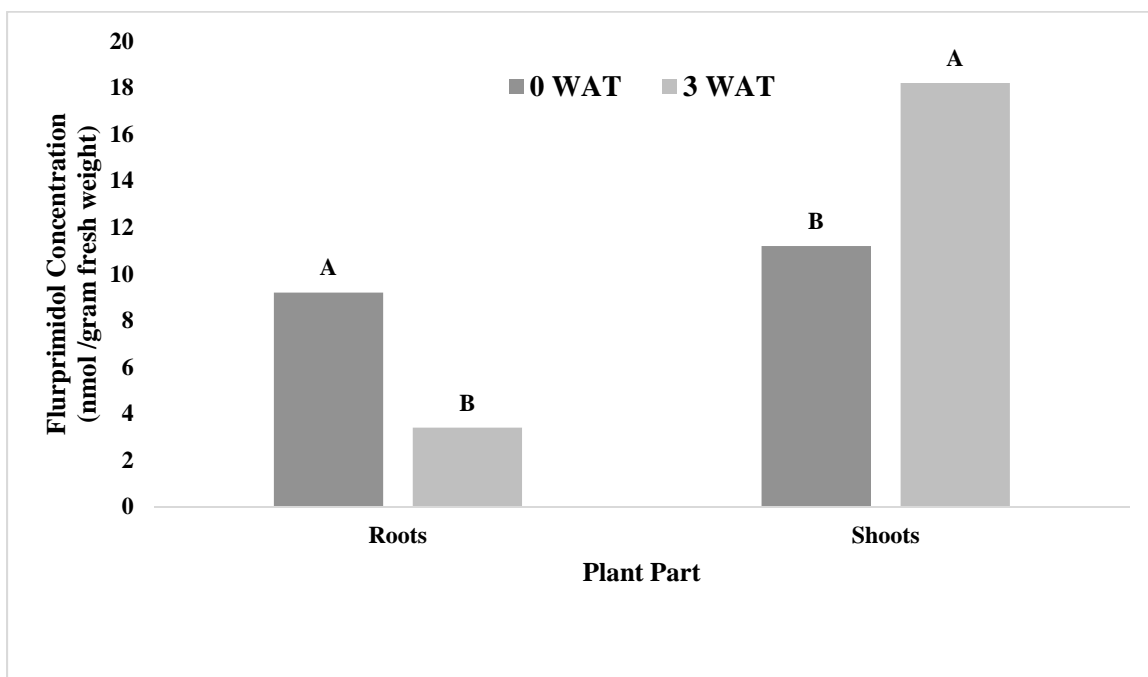 Flurprimidol Concentration
(nmol /gram fresh weight)
20
18
16
14
12
10
8
6
4
2
0
0 WAT 3 WAT
A
B
B
A
Roots Shoots
Plant Part